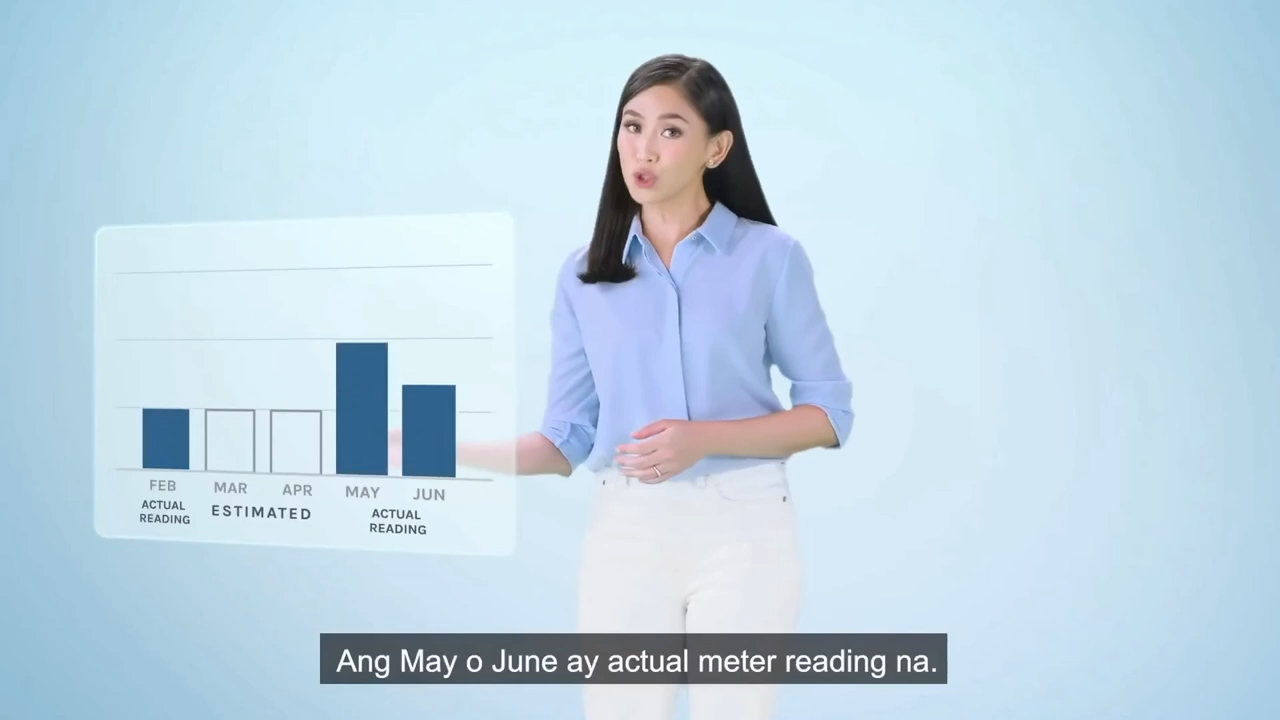 FEB
MAR
APR
MAY
JUN
ACTUAL
READING
ESTIMATED
ACTUAL
READING
Ang May o June ay actual meter reading na.